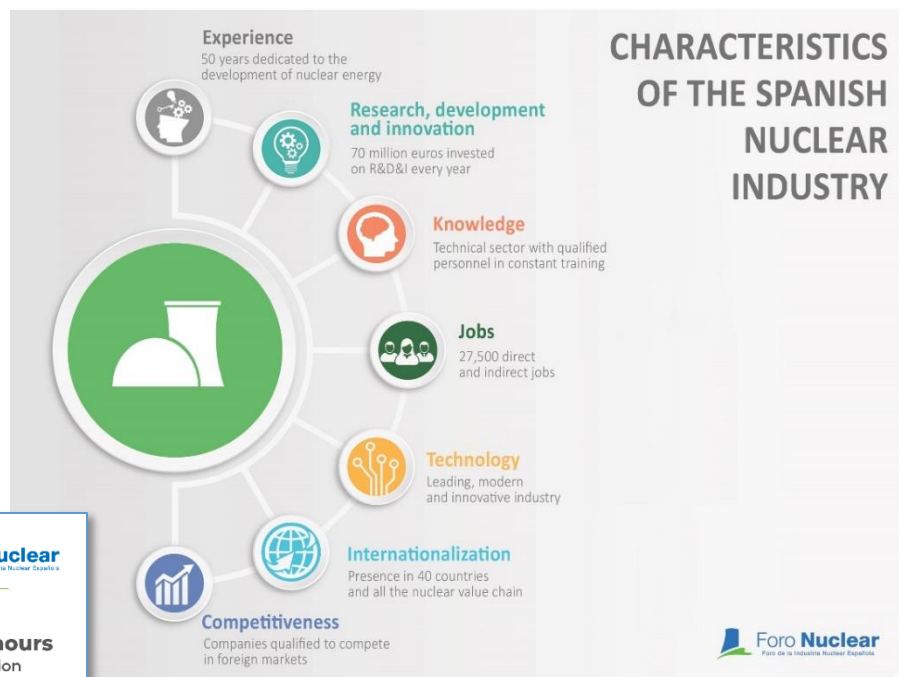 CHARACTERISTICS
OF THE SPANISH
NUCLEAR
INDUSTRY
Experience
50 years dedicated to the
development of nuclear energy
Research, development
and innovation
70 million euros invested
on R&D&I every year
Knowledge
Technical sector with qualified
personnel in constant training
Jobs
27,500 direct
and indirect jobs
Technology
Leading, modern
and innovative industry
Internationalization
Presence in 40 countries
and all the nuclear value chain
Competitiveness
Companies qualified to compete
in foreign markets
Foro Nuclear
Foro de la Industria Nuclear Española
uclear
ia Nuclear Española
hours
ion